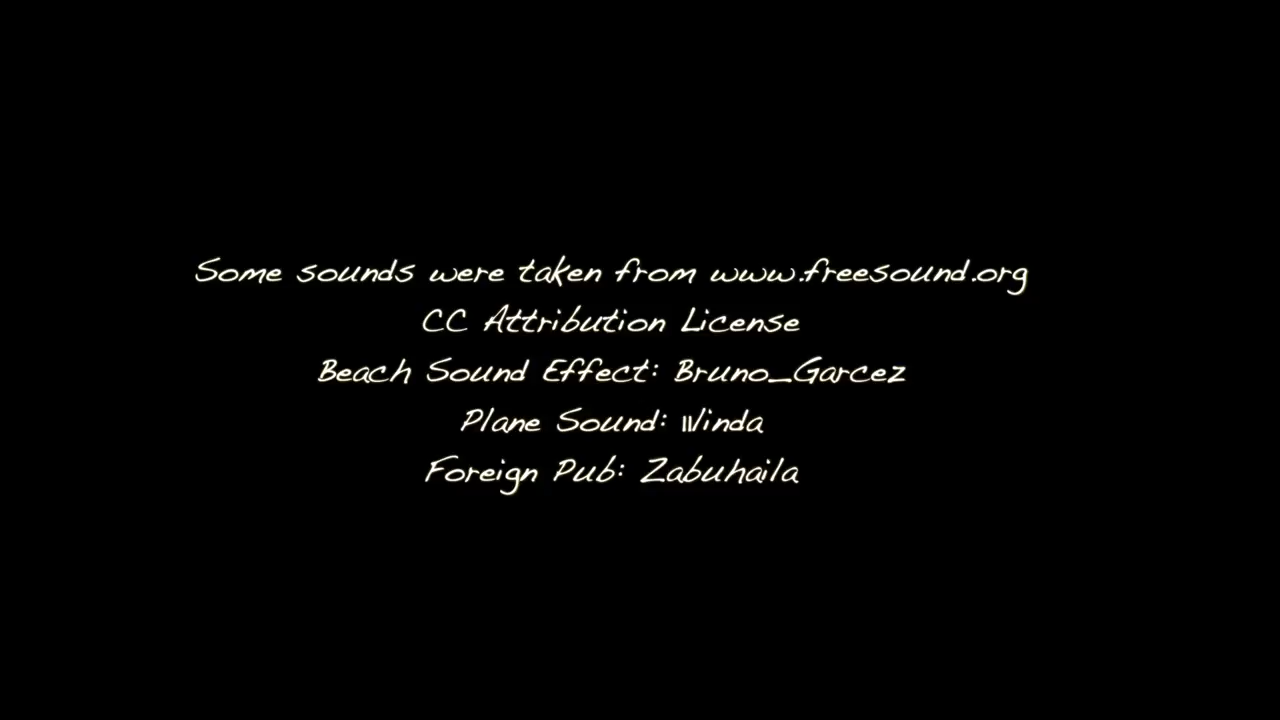 Some sounds were taken from www.freesound.org
CC Attribution License
Beach Sound Effect: Bruno_Garcez
Plane Sound:
Foreign Pub: Zabuhaila